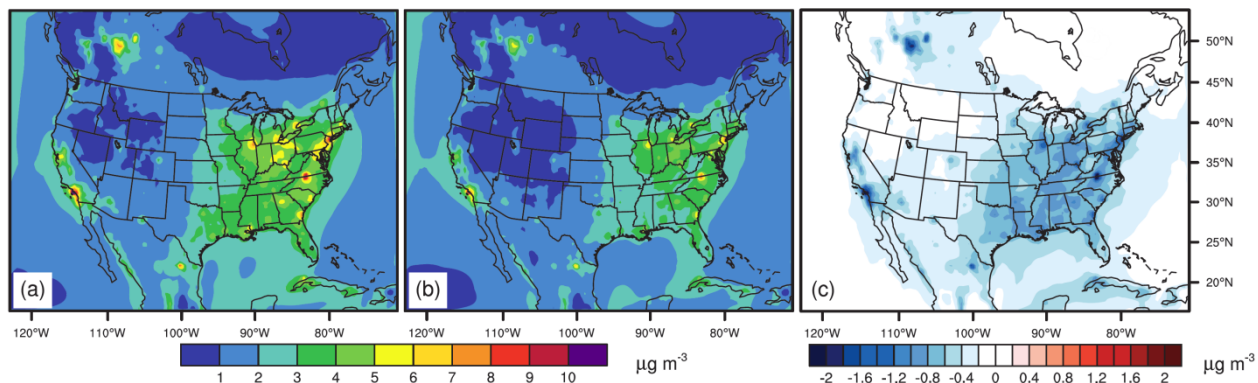 (a)
(b)
(c)
50°N
45°N
40°N
35°N
30°N
25°N
20°N
120°W 110°W 100°W 90°W 80°W
120°W 110°W 100°W 90°W 80°W
120°W 110°W 100°W 90°W 80°W
1 2 3 4 5 6 7 8 9 10
μg m⁻³
-2 -1.6 -1.2 -0.8 -0.4 0 0.4 0.8 1.2 1.6 2
μg m⁻³